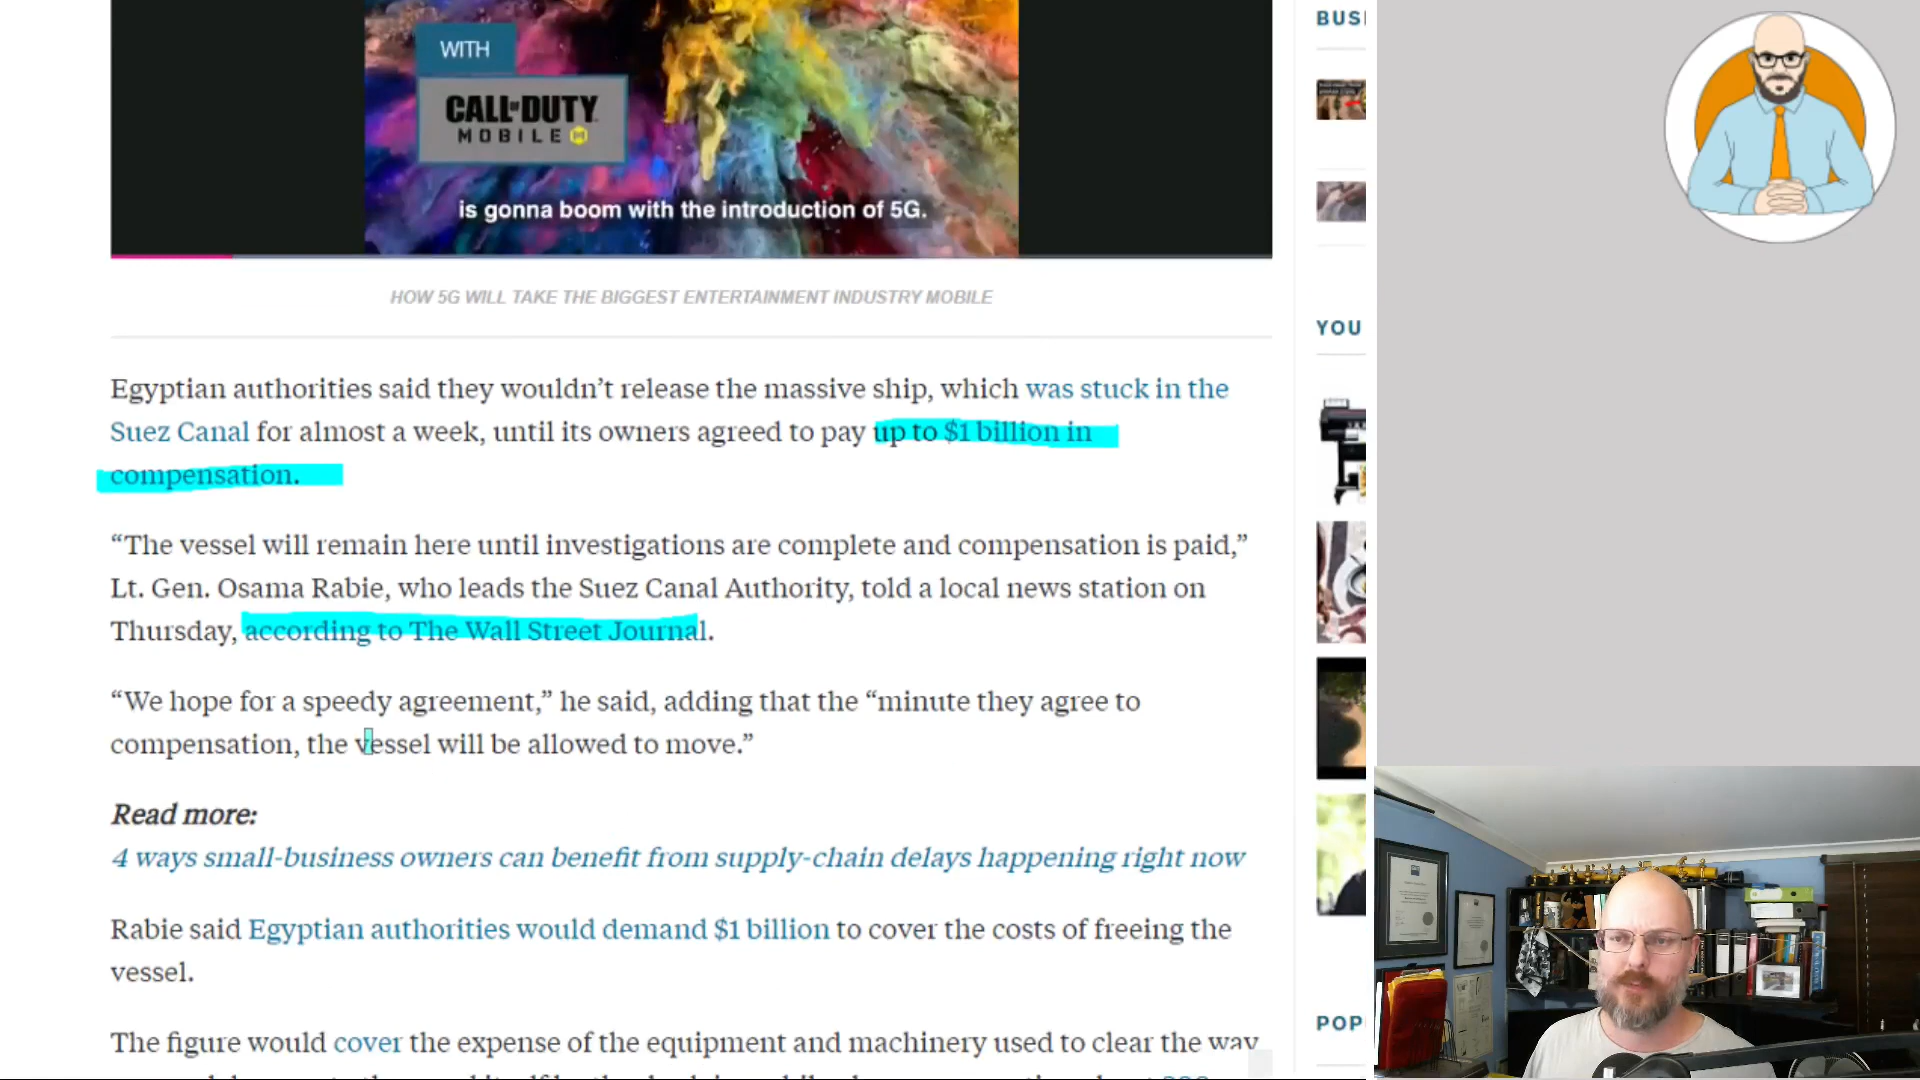 WITH
CALL OF DUTY
MOBILE
is gonna boom with the introduction of 5G.
HOW 5G WILL TAKE THE BIGGEST ENTERTAINMENT INDUSTRY MOBILE
Egyptian authorities said they wouldn’t release the massive ship, which was stuck in the
Suez Canal for almost a week, until its owners agreed to pay up to $1 billion in
compensation.
“The vessel will remain here until investigations are complete and compensation is paid,”
Lt. Gen. Osama Rabie, who leads the Suez Canal Authority, told a local news station on
Thursday, according to The Wall Street Journal.
“We hope for a speedy agreement,” he said, adding that the “minute they agree to
compensation, the vessel will be allowed to move.”
Read more:
4 ways small-business owners can benefit from supply-chain delays happening right now
Rabie said Egyptian authorities would demand $1 billion to cover the costs of freeing the
vessel.
The figure would cover the expense of the equipment and machinery used to clear the way
BUSI
YOU
POP